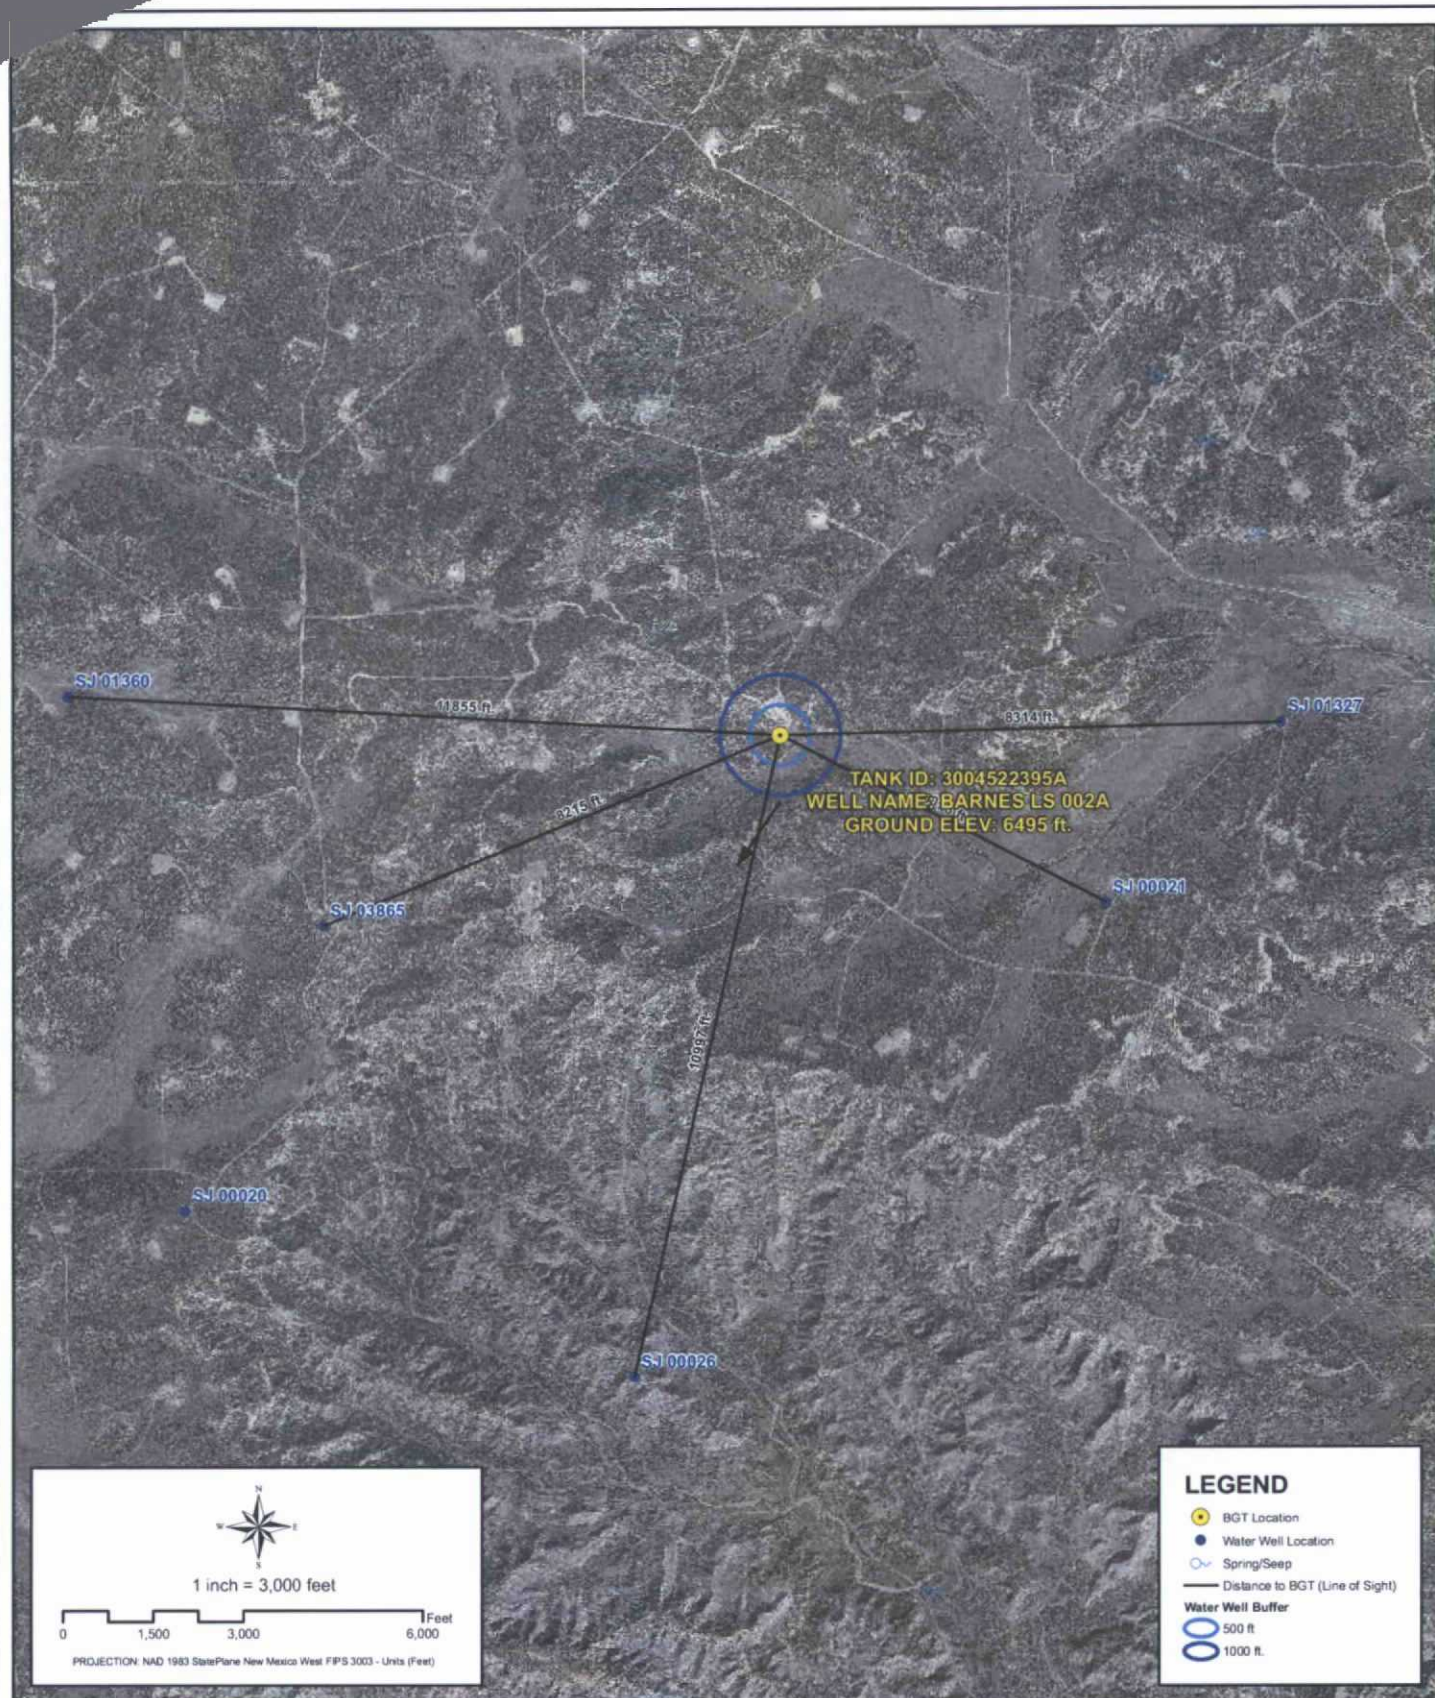 SJ 01360
11855 ft.
8314 ft.
SJ 01327
TANK ID: 3004522395A
WELL NAME: BARNES LS 002A
GROUND ELEV: 6495 ft.
8215 ft.
SJ 00021
SJ 03865
SJ 00020
SJ 00026
N
W E
S
1 inch = 3,000 feet
Feet
0 1,500 3,000 6,000
PROJECTION: NAD 1983 StatePlane New Mexico West FIPS 3003 - Units (Feet)
LEGEND
BGT Location
Water Well Location
Spring/Seep
Distance to BGT (Line of Sight)
Water Well Buffer
500 ft
1000 ft.